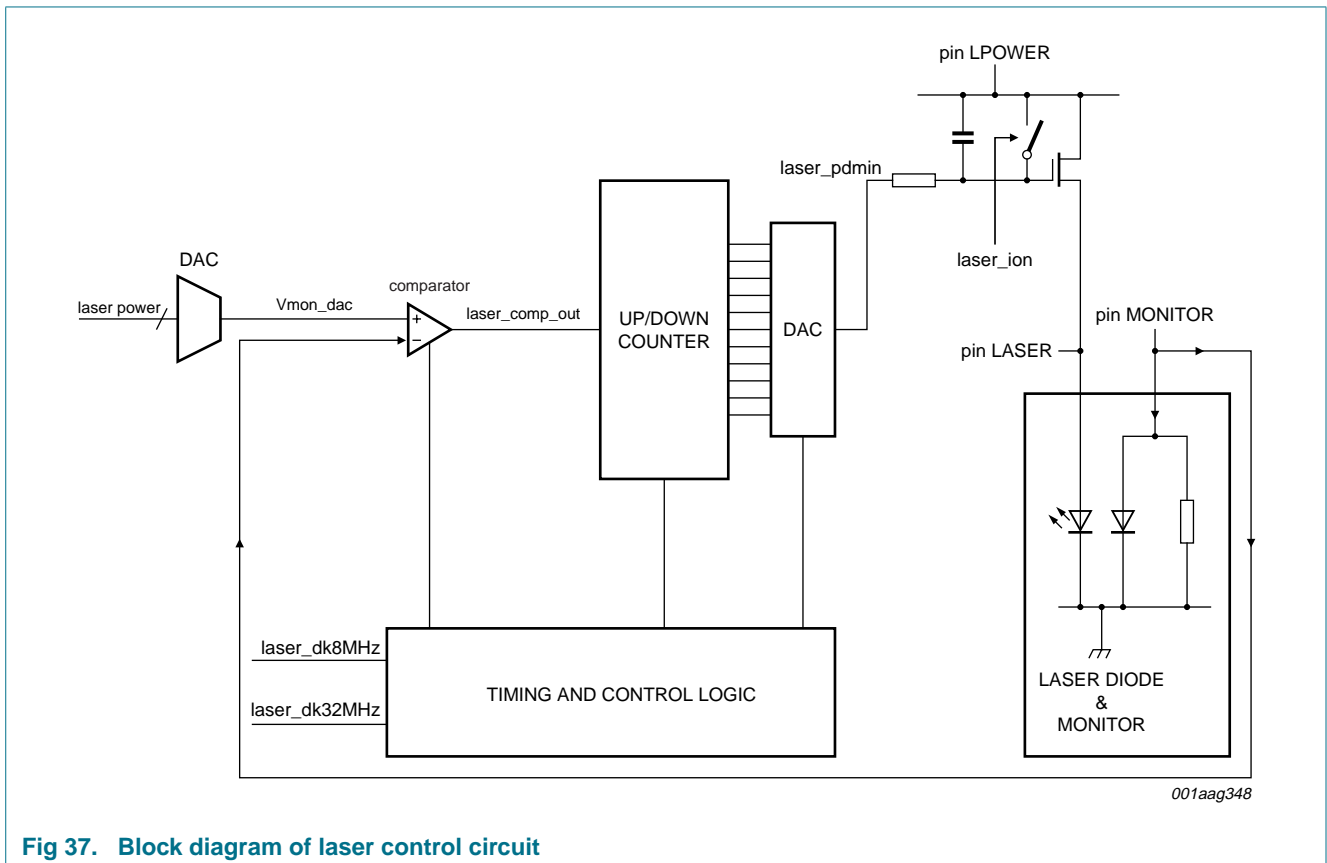 pin LPOWER
laser_pdmin
laser_ion
DAC
laser power
Vmon_dac
comparator
+
−
laser_comp_out
UP/DOWN
COUNTER
DAC
pin MONITOR
pin LASER
laser_dk8MHz
laser_dk32MHz
TIMING AND CONTROL LOGIC
LASER DIODE
&
MONITOR
001aag348
Fig 37. Block diagram of laser control circuit